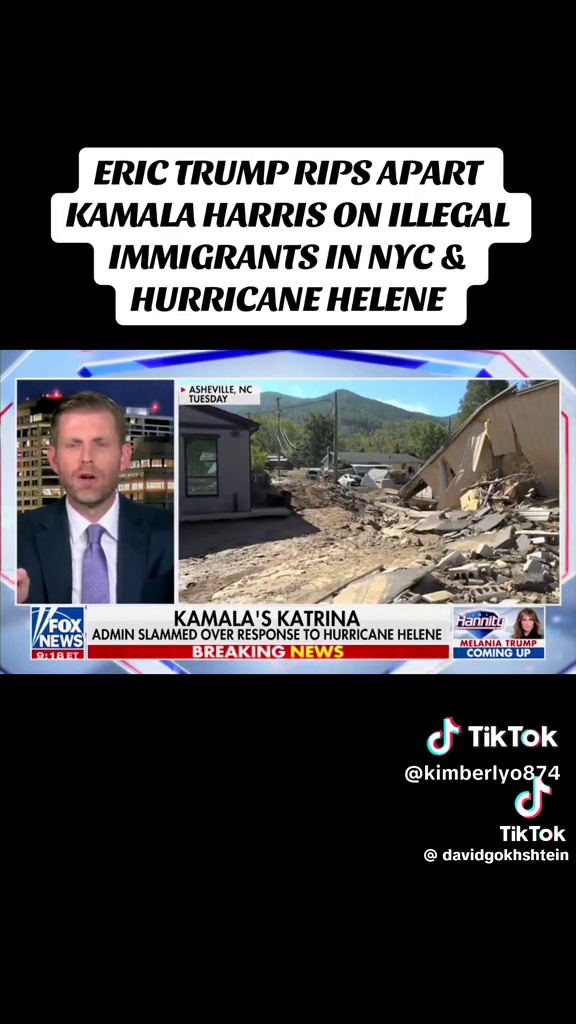 ERIC TRUMP RIPS APART
KAMALA HARRIS ON ILLEGAL
IMMIGRANTS IN NYC &
HURRICANE HELENE
ASHEVILLE, NC
TUESDAY
KAMALA'S KATRINA
ADMIN SLAMMED OVER RESPONSE TO HURRICANE HELENE
BREAKING NEWS
FOX
NEWS
9:18 ET
Hannity
MELANIA TRUMP
COMING UP
TikTok
@kimberlyo874
TikTok
@ davidgokhshtein